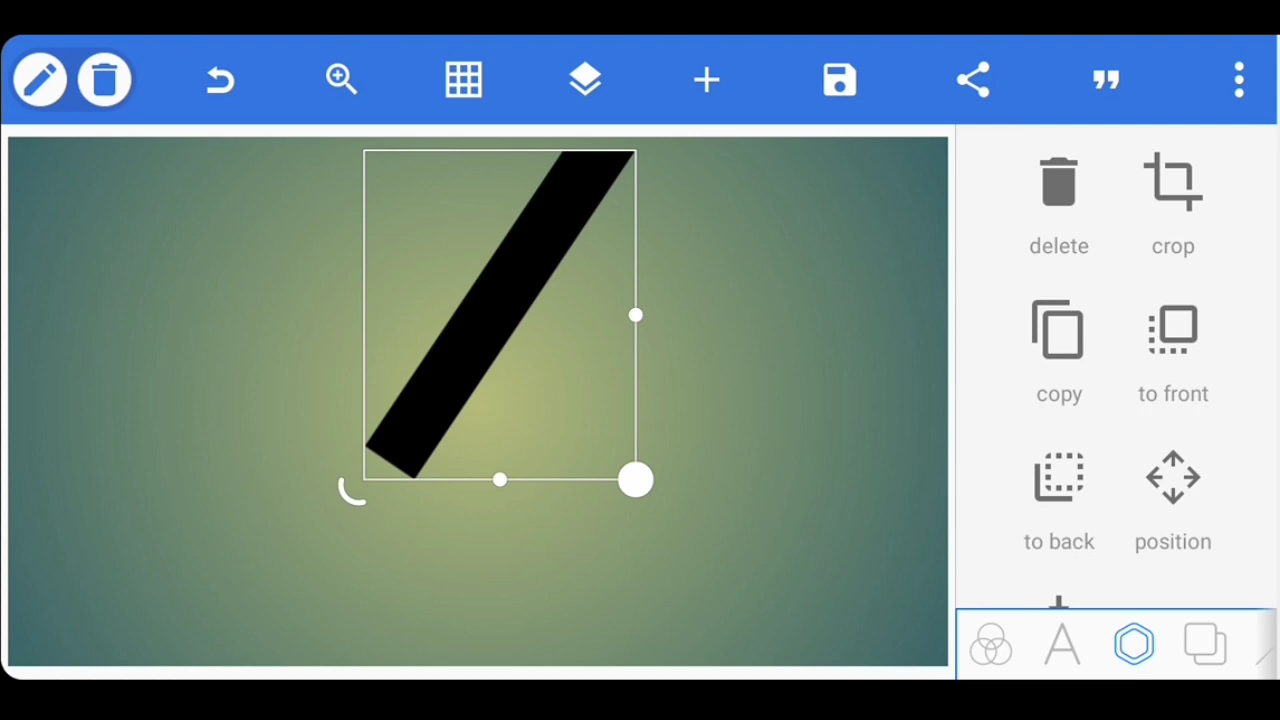 delete
crop
copy
to front
to back
position